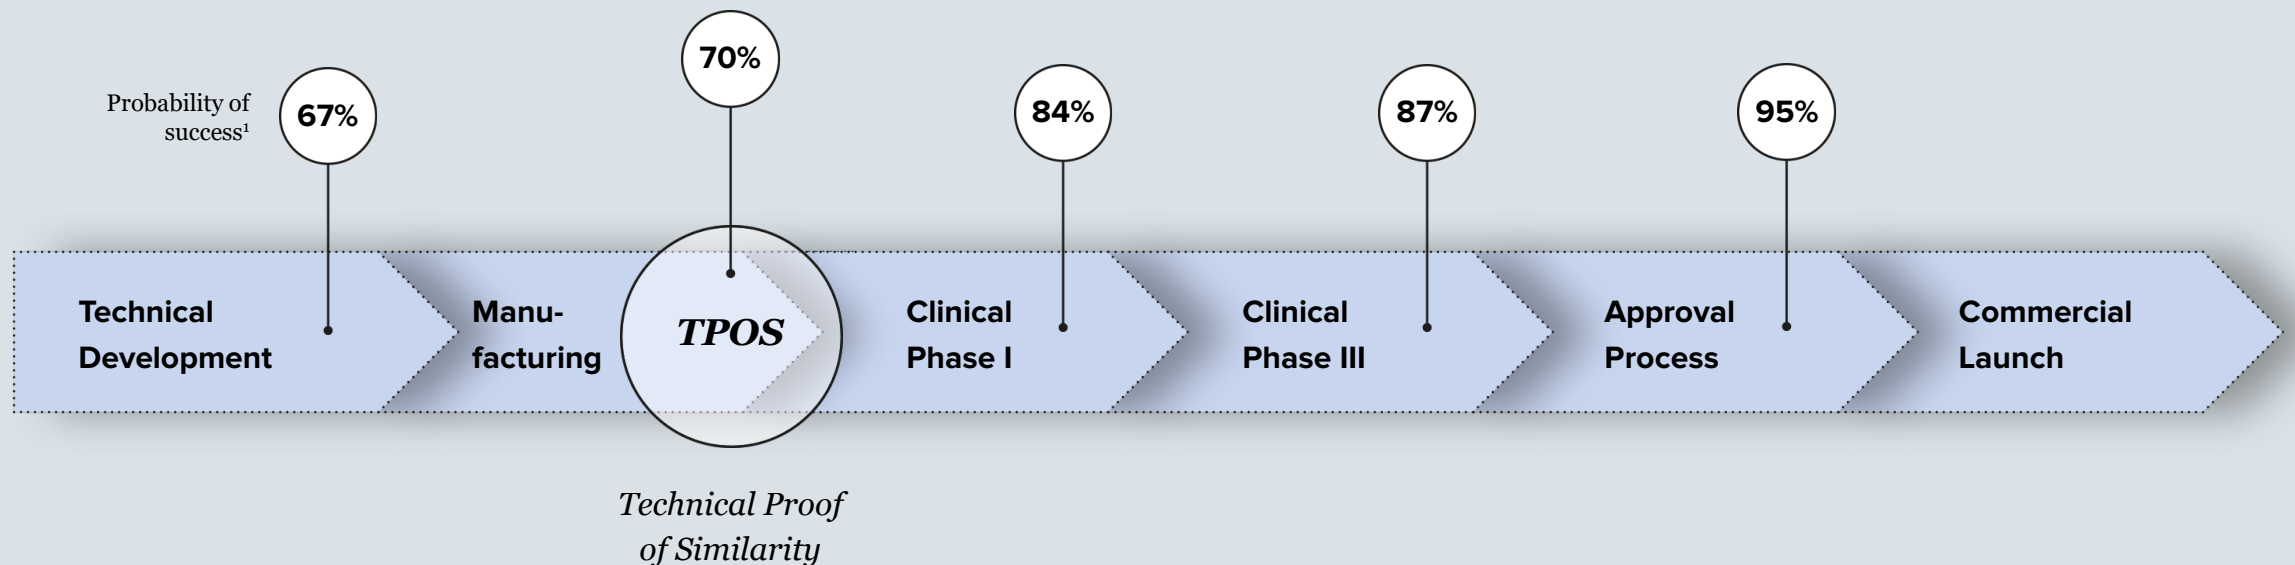 Probability of
success¹
67%
70%
84%
87%
95%
Technical
Development
Manu-
facturing
TPOS
Clinical
Phase I
Clinical
Phase III
Approval
Process
Commercial
Launch
Technical Proof
of Similarity